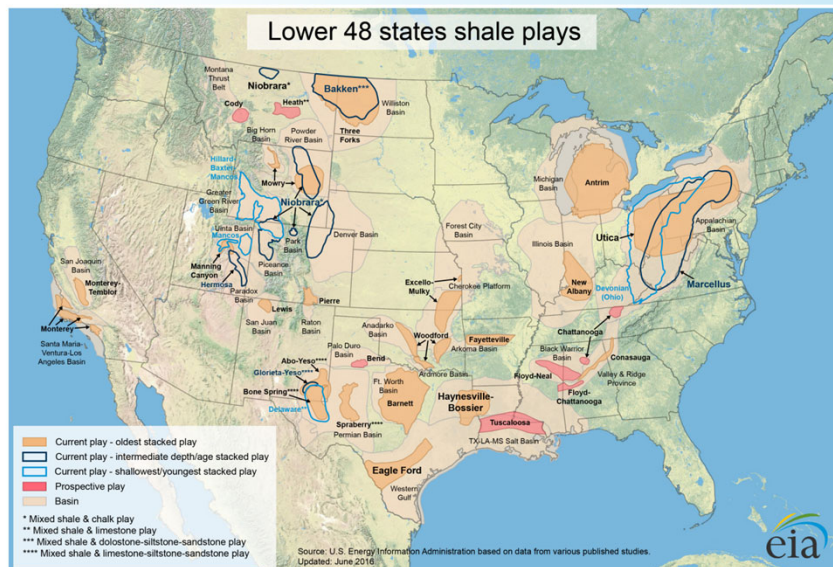 Lower 48 states shale plays
Montana
Thrust
Belt
Niobrara*
Bakken***
Cody
Heath**
Williston
Basin
Big Horn
Basin
Powder
River Basin
Three
Forks
Hilliard-
Baxter-
Mancos
Mowry
Greater
Green River
Basin
Niobrara*
Uinta Basin
Mancos
Park
Basin
Denver Basin
Manning
Canyon
Piceance
Basin
Hermosa
Paradox
Basin
San Joaquin
Basin
Monterey-
Temblor
Monterey
Santa Maria-
Ventura-Los
Angeles Basin
Lewis
San Juan
Basin
Pierre
Raton
Basin
Michigan
Basin
Antrim
Forest City
Basin
Illinois Basin
Utica
Appalachian
Basin
Excello-
Mulky
Cherokee Platform
New
Albany
Devonian
(Ohio)
Marcellus
Anadarko
Basin
Woodford
Fayetteville
Arkoma Basin
Ardmore Basin
Chattanooga
Black Warrior
Basin
Conasauga
Valley & Ridge
Province
Floyd-Neal
Floyd-
Chattanooga
Palo Duro
Basin
Bend
Abo-Yeso****
Glorieta-Yeso****
Bone Spring****
Delaware**
Ft. Worth
Basin
Barnett
Spraberry****
Permian Basin
Haynesville-
Bossier
Tuscaloosa
TX-LA-MS Salt Basin
Eagle Ford
Western
Gulf
Current play - oldest stacked play
Current play - intermediate depth/age stacked play
Current play - shallowest/youngest stacked play
Prospective play
Basin
* Mixed shale & chalk play
** Mixed shale & limestone play
*** Mixed shale & dolostone-siltstone-sandstone play
**** Mixed shale & limestone-siltstone-sandstone play
Source: U.S. Energy Information Administration based on data from various published studies.
Updated: June 2016
eia